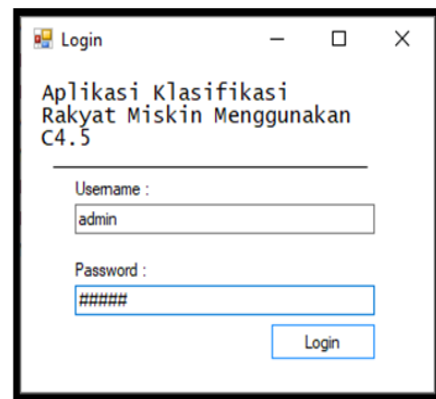 Login
Aplikasi Klasifikasi
Rakyat Miskin Menggunakan
C4.5
Username :
admin
Password :
#####
Login